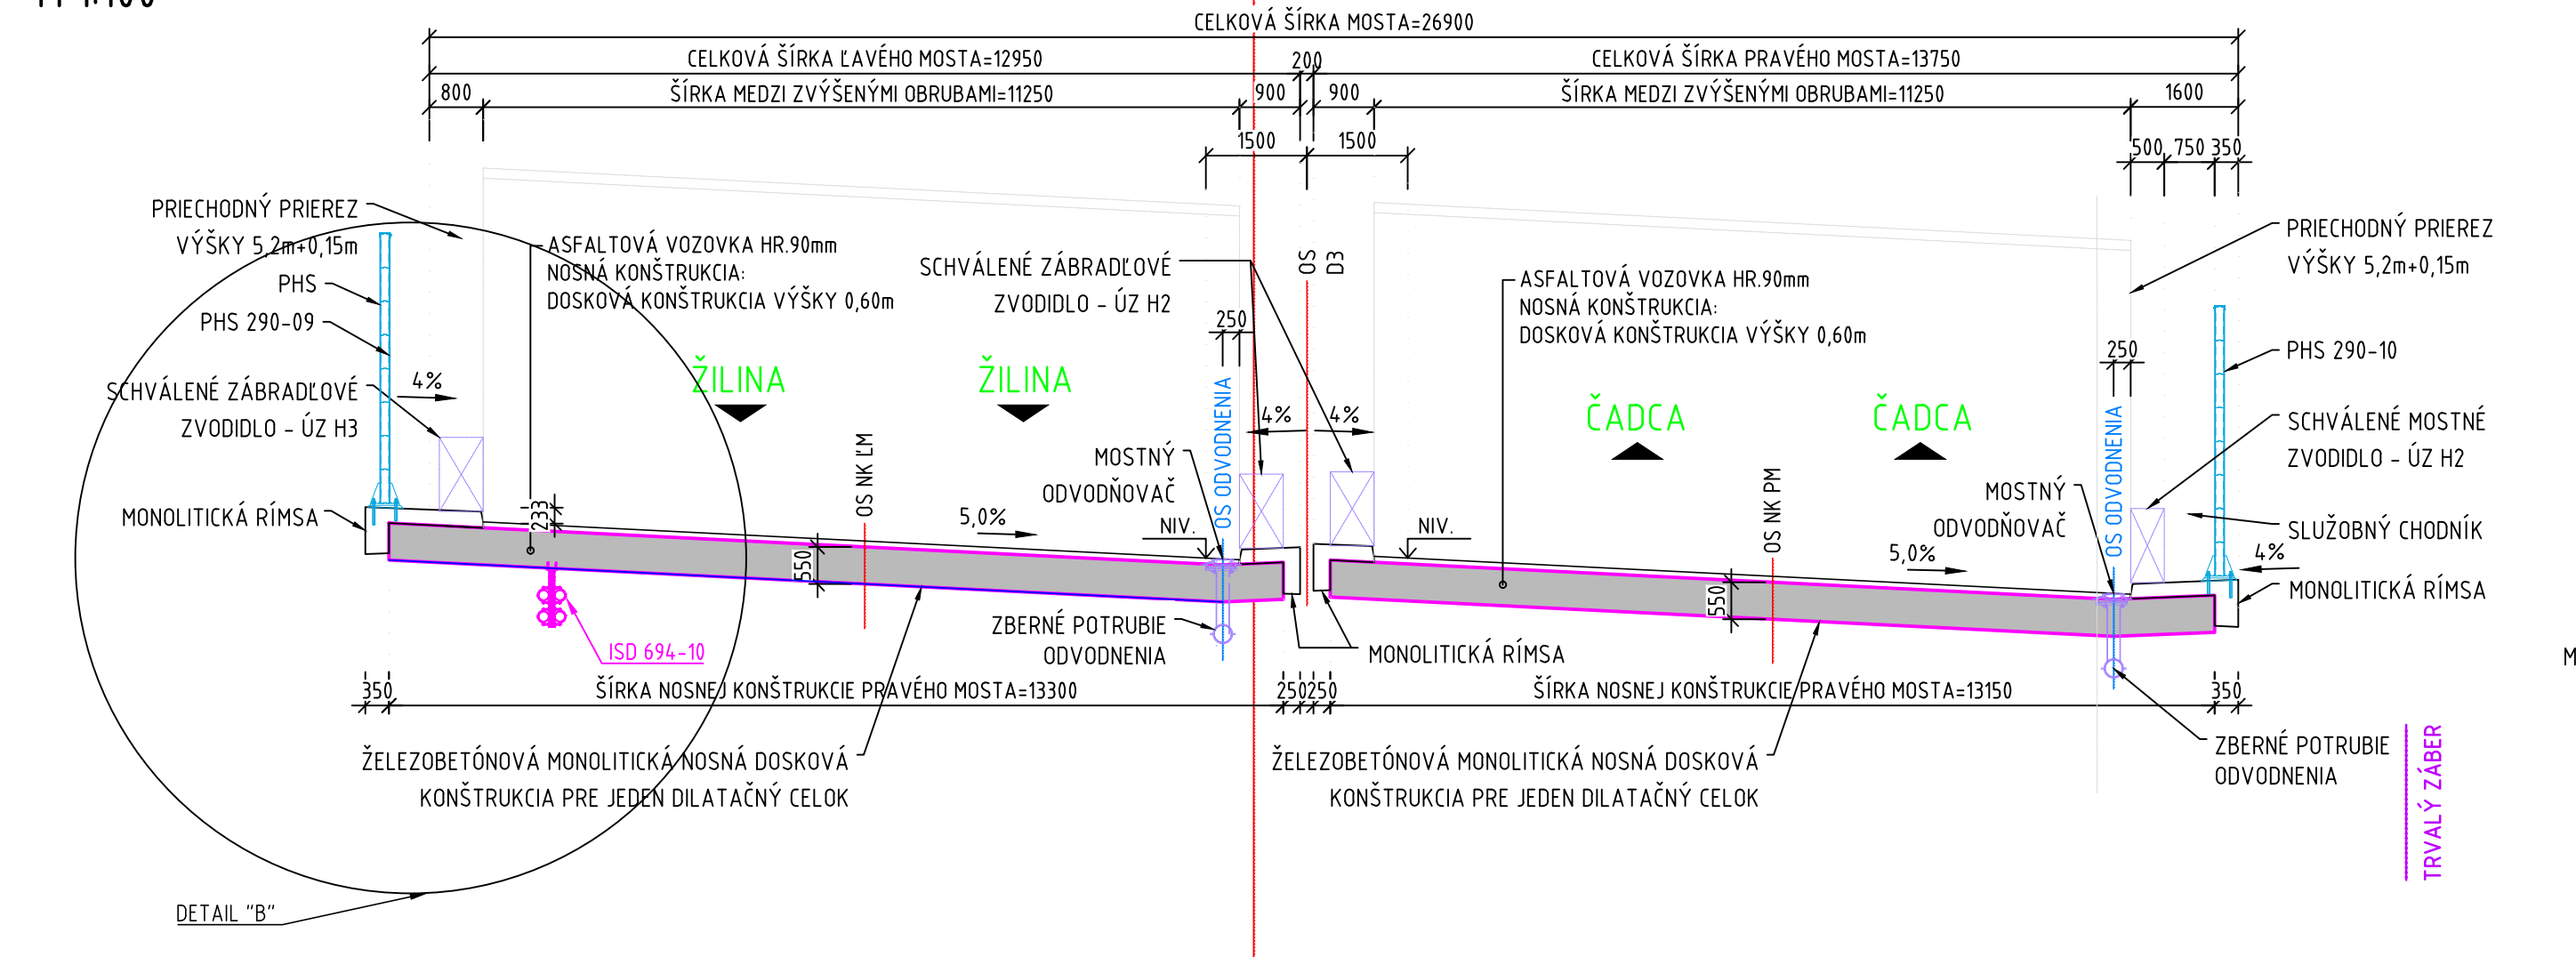 CELKOVÁ ŠÍRKA MOSTA=26900
CELKOVÁ ŠÍRKA ĽAVÉHO MOSTA=12950
200
CELKOVÁ ŠÍRKA PRAVÉHO MOSTA=13750
800
ŠÍRKA MEDZI ZVÝŠENÝMI OBRUBAMI=11250
900
900
ŠÍRKA MEDZI ZVÝŠENÝMI OBRUBAMI=11250
1600
1500
1500
500
750
350
PRIECHODNÝ PRIEREZ
VÝŠKY 5,2m+0,15m
PHS
PHS 290-09
SCHVÁLENÉ ZÁBRADĽOVÉ
ZVODIDLO - ÚZ H3
4%
MONOLITICKÁ RÍMSA
ASFALTOVÁ VOZOVKA HR.90mm
NOSNÁ KONŠTRUKCIA:
DOSKOVÁ KONŠTRUKCIA VÝŠKY 0,60m
ŽILINA
ŽILINA
233
550
OS NK ĽM
5,0%
SCHVÁLENÉ ZÁBRADĽOVÉ
ZVODIDLO - ÚZ H2
250
OS ODVODNENIA
MOSTNÝ
ODVODŇOVAČ
NIV.
4%
4%
OS
D3
NIV.
ASFALTOVÁ VOZOVKA HR.90mm
NOSNÁ KONŠTRUKCIA:
DOSKOVÁ KONŠTRUKCIA VÝŠKY 0,60m
ČADCA
ČADCA
550
OS NK PM
5,0%
MOSTNÝ
ODVODŇOVAČ
250
OS ODVODNENIA
PRIECHODNÝ PRIEREZ
VÝŠKY 5,2m+0,15m
PHS 290-10
SCHVÁLENÉ MOSTNÉ
ZVODIDLO - ÚZ H2
SLUŽOBNÝ CHODNÍK
4%
MONOLITICKÁ RÍMSA
ISD 694-10
ZBERNÉ POTRUBIE
ODVODNENIA
MONOLITICKÁ RÍMSA
350
ŠÍRKA NOSNEJ KONŠTRUKCIE PRAVÉHO MOSTA=13300
250
250
ŠÍRKA NOSNEJ KONŠTRUKCIE PRAVÉHO MOSTA=13150
350
ŽELEZOBETÓNOVÁ MONOLITICKÁ NOSNÁ DOSKOVÁ
KONŠTRUKCIA PRE JEDEN DILATAČNÝ CELOK
ŽELEZOBETÓNOVÁ MONOLITICKÁ NOSNÁ DOSKOVÁ
KONŠTRUKCIA PRE JEDEN DILATAČNÝ CELOK
ZBERNÉ POTRUBIE
ODVODNENIA
TRVALÝ ZÁBER
DETAIL "B"